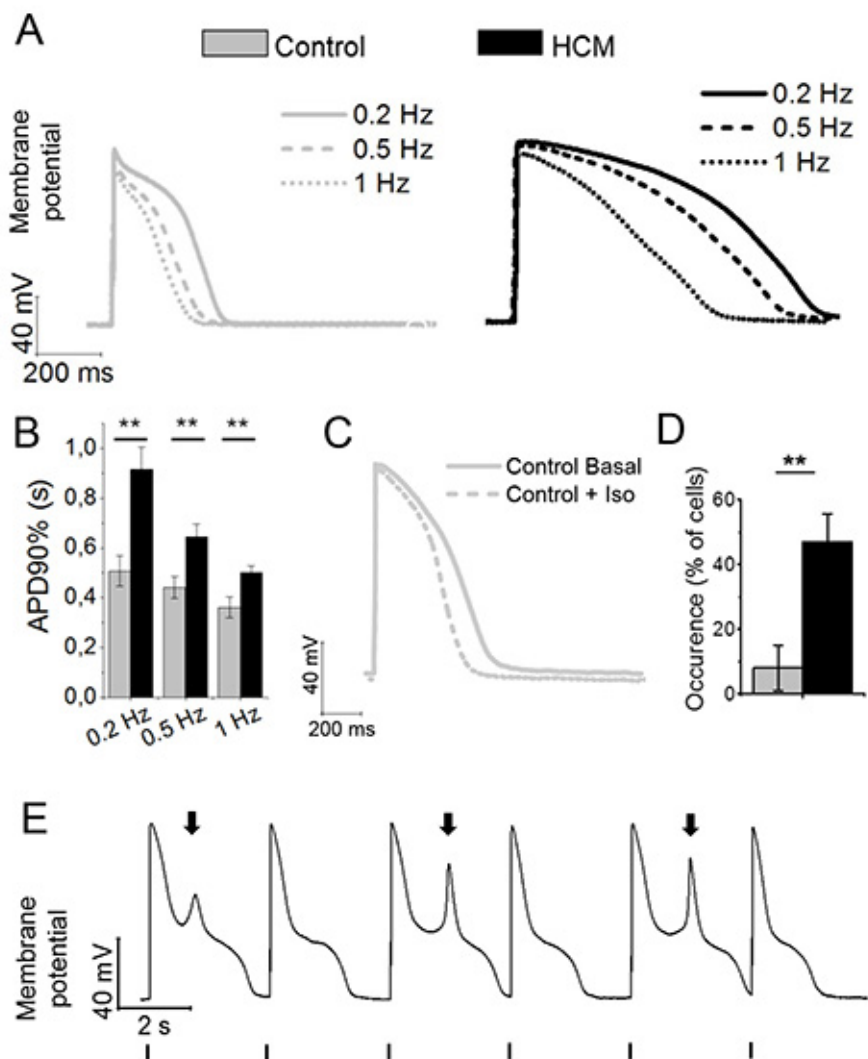 A
Control
HCM
0.2 Hz
0.5 Hz
1 Hz
0.2 Hz
0.5 Hz
1 Hz
Membrane
potential
40 mV
200 ms
B
**
**
**
1,0
0,8
0,6
0,4
0,2
0,0
APD90% (s)
0.2 Hz
0.5 Hz
1 Hz
C
Control Basal
Control + Iso
40 mV
200 ms
D
**
60
40
20
0
Occurence (% of cells)
E
Membrane
potential
40 mV
2 s